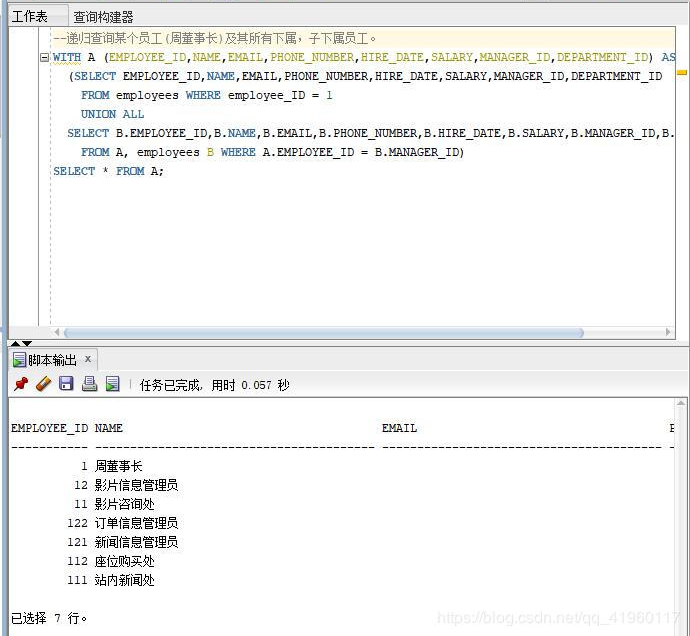 工作表 查询构建器
--递归查询某个员工(周董事长)及其所有下属，子下属员工。
WITH A (EMPLOYEE_ID,NAME,EMAIL,PHONE_NUMBER,HIRE_DATE,SALARY,MANAGER_ID,DEPARTMENT_ID) AS
(SELECT EMPLOYEE_ID,NAME,EMAIL,PHONE_NUMBER,HIRE_DATE,SALARY,MANAGER_ID,DEPARTMENT_ID
FROM employees WHERE employee_ID = 1
UNION ALL
SELECT B.EMPLOYEE_ID,B.NAME,B.EMAIL,B.PHONE_NUMBER,B.HIRE_DATE,B.SALARY,B.MANAGER_ID,B.
FROM A, employees B WHERE A.EMPLOYEE_ID = B.MANAGER_ID)
SELECT * FROM A;
脚本输出 x
任务已完成, 用时 0.057 秒
EMPLOYEE_ID NAME EMAIL
1 周董事长
12 影片信息管理员
11 影片咨询处
122 订单信息管理员
121 新闻信息管理员
112 座位购买处
111 站内新闻处
已选择 7 行。
https://blog.csdn.net/qq_41960117